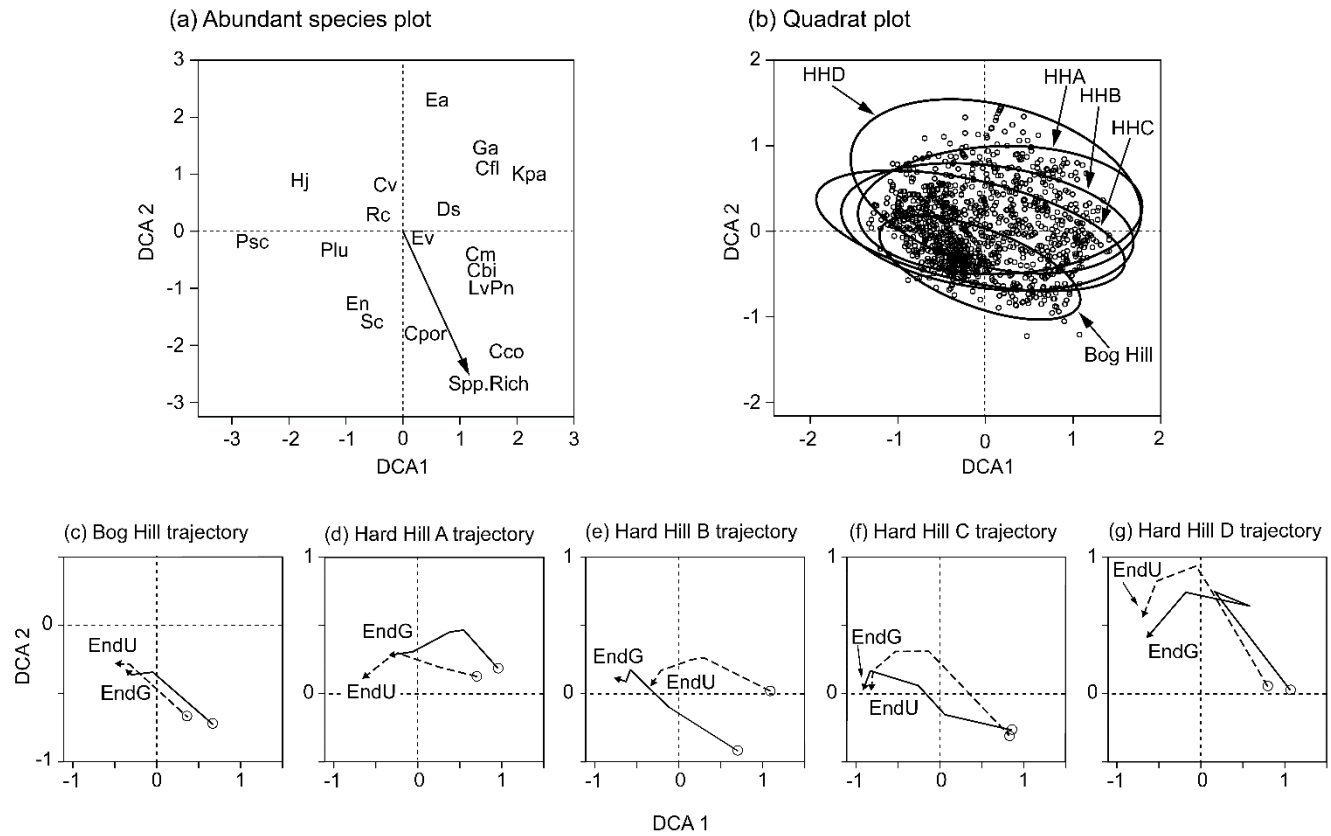 (a) Abundant species plot
3
2
1
0
-1
-2
-3
DCA 2
Ea
Ga
Cfl
Kpa
Hj
Cv
Rc
Ds
Psc
Plu
Ev
Cm
Cbi
LvPn
En
Sc
Cpor
Cco
Spp.Rich
-3 -2 -1 0 1 2 3
DCA1
(b) Quadrat plot
2
1
0
-1
-2
DCA 2
HHD
HHA
HHB
HHC
Bog Hill
-2 -1 0 1 2
DCA1
(c) Bog Hill trajectory
0
-1
DCA 2
EndU
EndG
-1 0 1
(d) Hard Hill A trajectory
1
0
EndG
EndU
-1 0 1
(e) Hard Hill B trajectory
1
0
EndG
EndU
-1 0 1
(f) Hard Hill C trajectory
1
0
EndG
EndU
-1 0 1
(g) Hard Hill D trajectory
1
0
EndU
EndG
-1 0 1
DCA 1